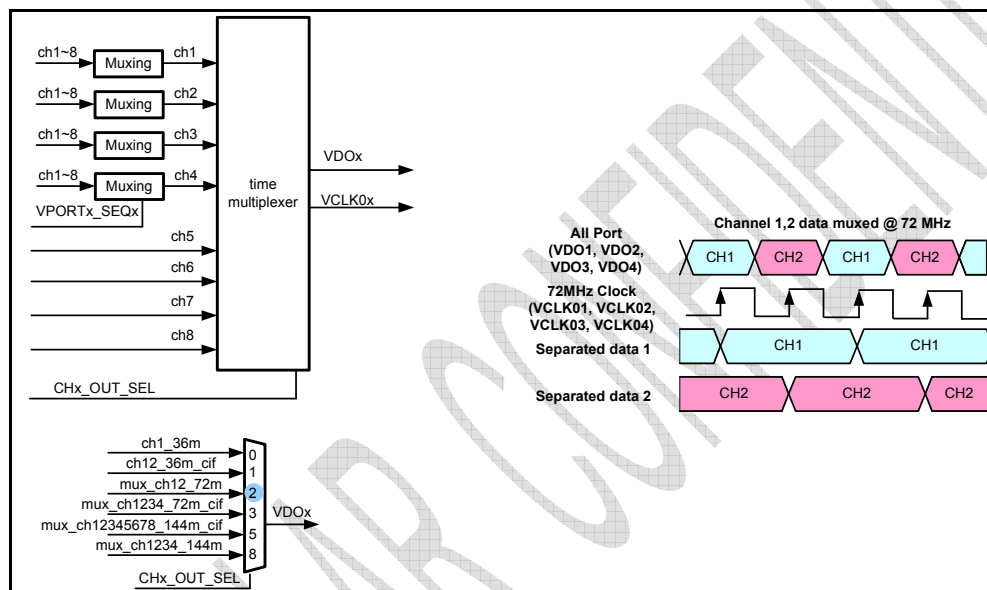 ch1~8
Muxing
ch1
ch1~8
Muxing
ch2
ch1~8
Muxing
ch3
ch1~8
Muxing
ch4
VPORTx_SEQx
ch5
ch6
ch7
ch8
CHx_OUT_SEL
time
multiplexer
VDOx
VCLK0x
Channel 1,2 data muxed @ 72 MHz
All Port
(VDO1, VDO2,
VDO3, VDO4)
CH1
CH2
CH1
CH2
72MHz Clock
(VCLK01, VCLK02,
VCLK03, VCLK04)
Separated data 1
CH1
CH1
Separated data 2
CH2
CH2
CH2
ch1_36m
0
ch12_36m_cif
1
mux_ch12_72m
2
mux_ch1234_72m_cif
3
mux_ch12345678_144m_cif
5
mux_ch1234_144m
8
VDOx
CHx_OUT_SEL